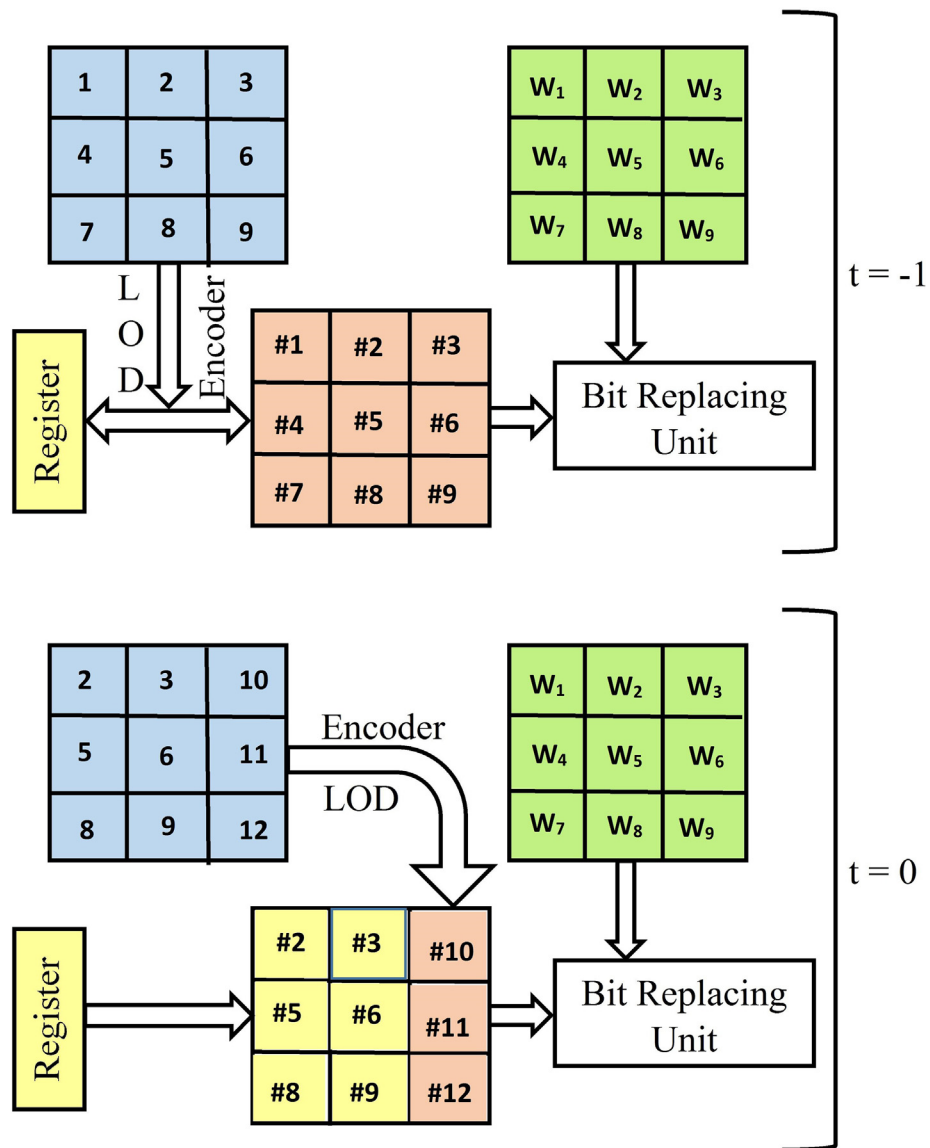 1 2 3
4 5 6
7 8 9
W₁ W₂ W₃
W₄ W₅ W₆
W₇ W₈ W₉
t = -1
LOD
Encoder
Register
#1 #2 #3
#4 #5 #6
#7 #8 #9
Bit Replacing
Unit
2 3 10
5 6 11
8 9 12
Encoder
LOD
W₁ W₂ W₃
W₄ W₅ W₆
W₇ W₈ W₉
t = 0
Register
#2 #3 #10
#5 #6 #11
#8 #9 #12
Bit Replacing
Unit